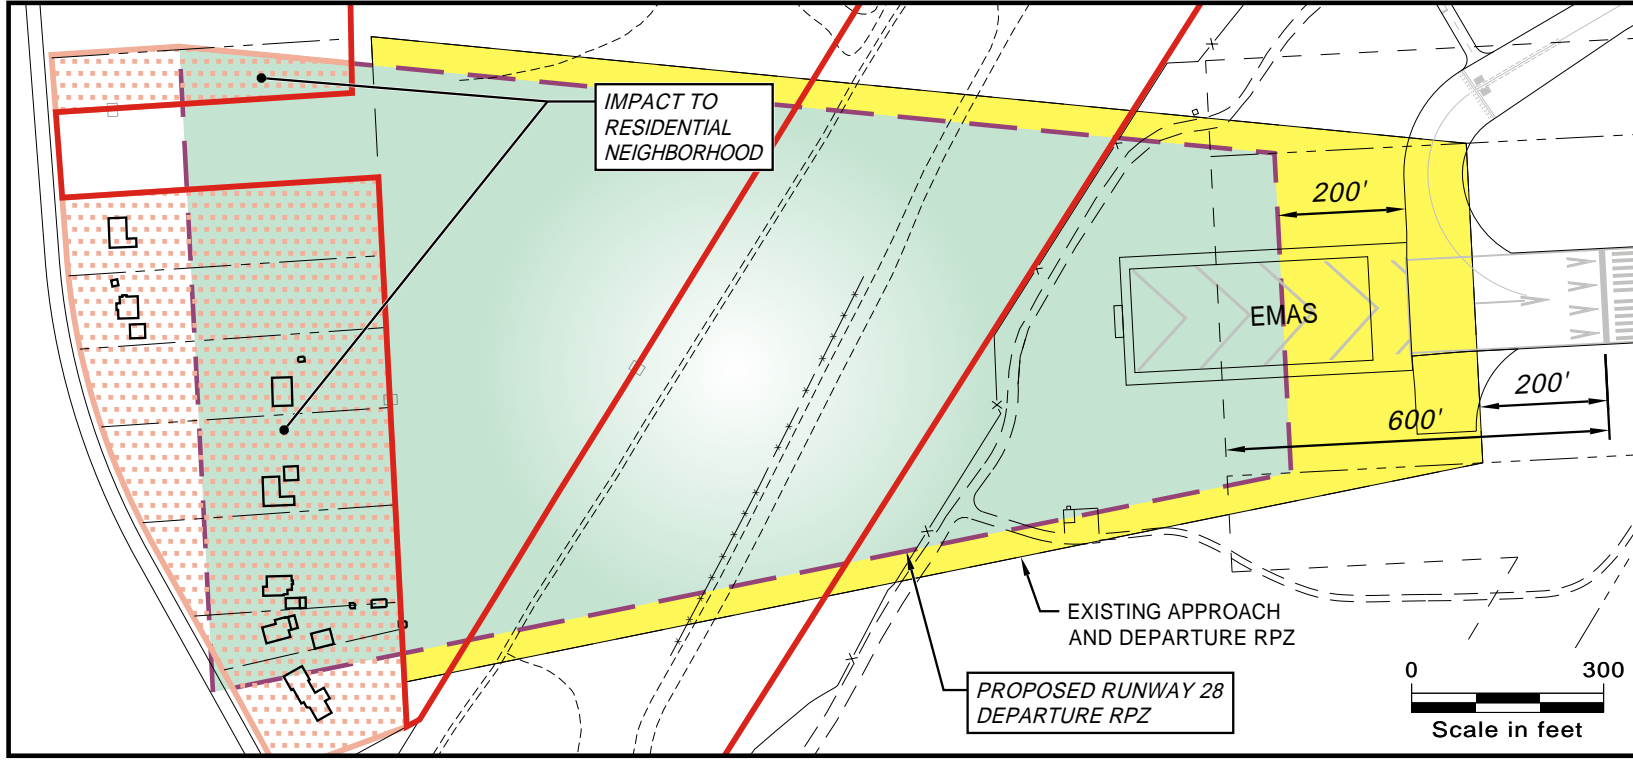 IMPACT TO
RESIDENTIAL
NEIGHBORHOOD
200'
EMAS
200'
600'
EXISTING APPROACH
AND DEPARTURE RPZ
PROPOSED RUNWAY 28
DEPARTURE RPZ
0 300
Scale in feet